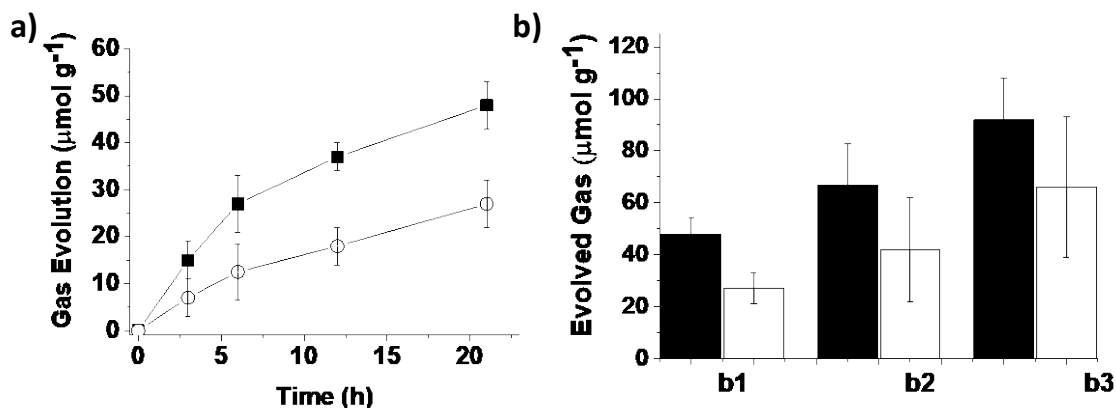 a)
Gas Evolution (μmol g⁻¹)
60
50
40
30
20
10
0
0 5 10 15 20
Time (h)
b)
Evolved Gas (μmol g⁻¹)
120
100
80
60
40
20
0
b1 b2 b3